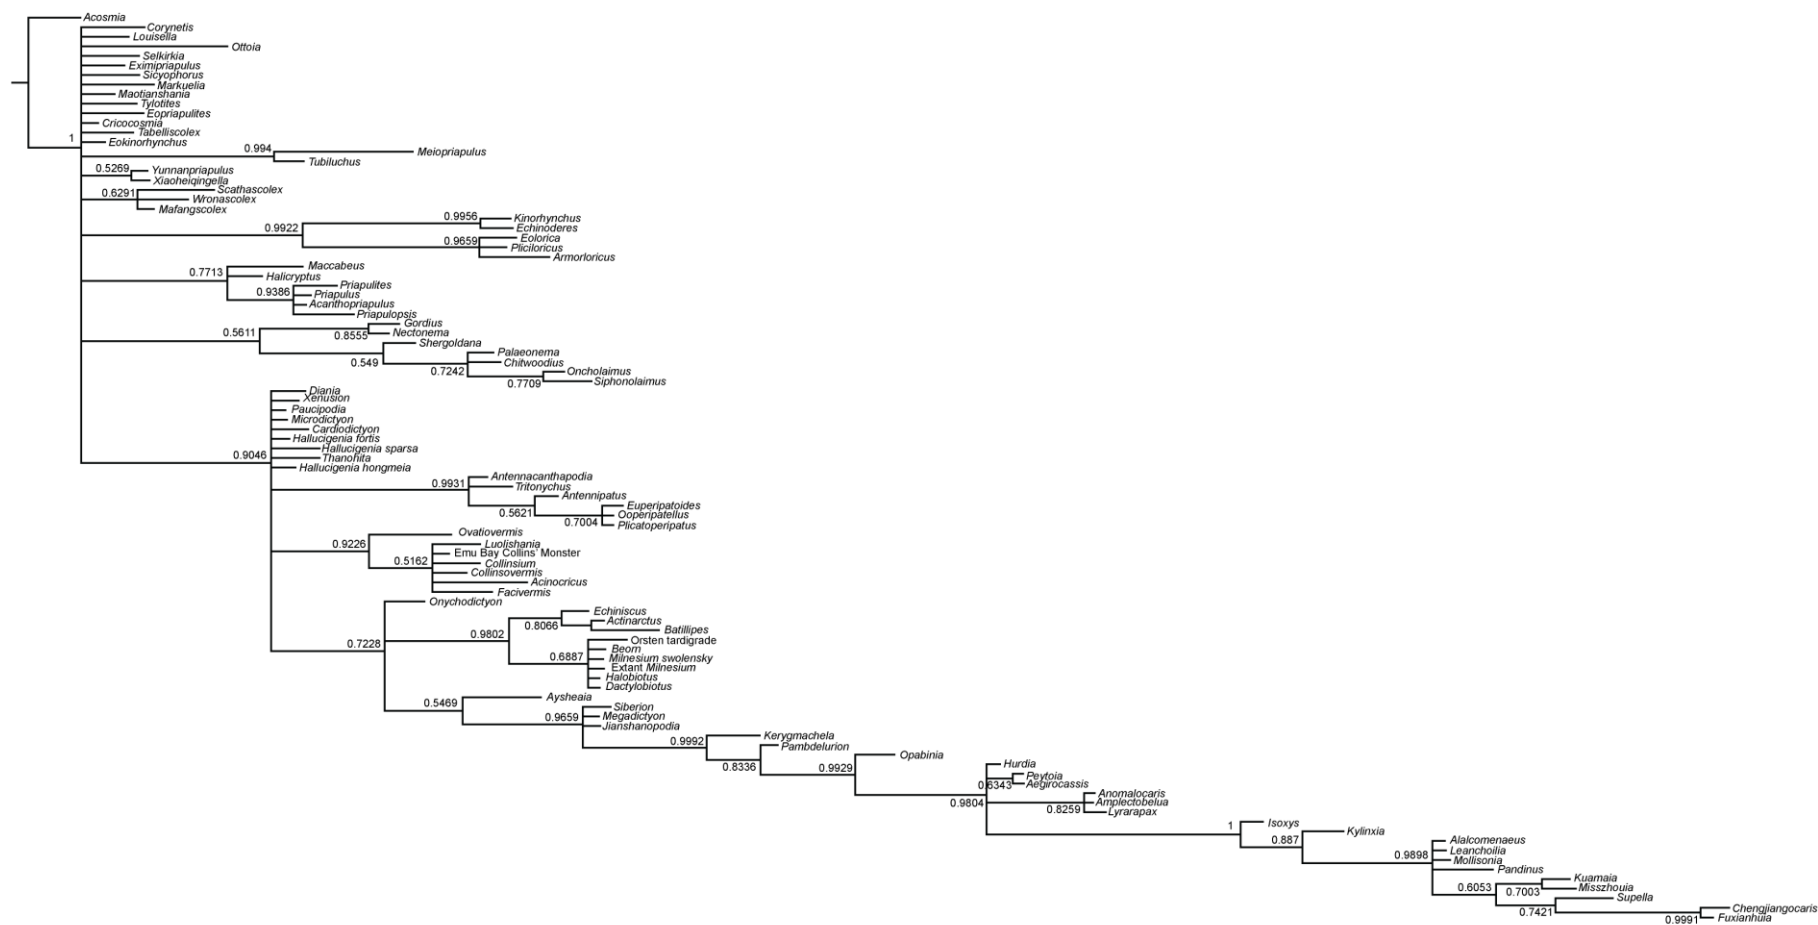 Acosmia
Corynetis
Louisella
Ottoia
Selkirkia
Eximipriapulus
Sicyophorus
Markuelia
Maotianshania
Tylotites
Eopriapulites
Cricocosmia
Tabelliscolex
1
Eokinorhynchus
0.994
Meiopriapulus
Tubiluchus
0.5269
Yunnanpriapulus
Xiaoheiqingella
0.6291
Scathascolex
Wronascolex
Mafangscolex
0.9956
Kinorhynchus
0.9922
Echinoderes
0.9659
Eolorica
Pliciloricus
Armorloricus
0.7713
Maccabeus
Halicryptus
0.9386
Priapulites
Priapulus
Acanthopriapulus
Priapulopsis
0.5611
0.8555
Gordius
Nectonema
Shergoldana
0.549
Palaeonema
Chitwoodius
0.7242
Oncholaimus
0.7709
Siphonolaimus
Diania
Xenusion
Paucipodia
Microdictyon
Cardiodictyon
Hallucigenia fortis
Hallucigenia sparsa
0.9046
Thanohita
Hallucigenia hongmeia
0.9931
Antennacanthapodia
Tritonychus
Antennipatus
0.5621
Euperipatoides
Ooperipatellus
0.7004
Plicatoperipatus
0.9226
Ovatiovermis
Luolishania
Emu Bay Collins' Monster
0.5162
Collinsium
Collinsovermis
Acinocricus
Facivermis
Onychodictyon
Echiniscus
0.8066
Actinarctus
Batillipes
0.9802
0.7228
Orsten tardigrade
Beorn
0.6887
Milnesium swolensky
Extant Milnesium
Halobiotus
Dactylobiotus
0.5469
Aysheaia
Siberion
0.9659
Megadictyon
Jianshanopodia
0.9992
Kerygmachela
Pambdelurion
0.8336
0.9929
Opabinia
Hurdia
Peytoia
0.6343
Aegirocassis
0.9804
Anomalocaris
Amplectobelua
0.8259
Lyrarapax
1
Isoxys
Kylinxia
0.887
Alalcomenaeus
Leanchoilia
0.9898
Mollisonia
Pandinus
Kuamaia
0.6053
0.7003
Misszhouia
Supella
0.7421
Chengjiangocaris
0.9991
Fuxianhuia